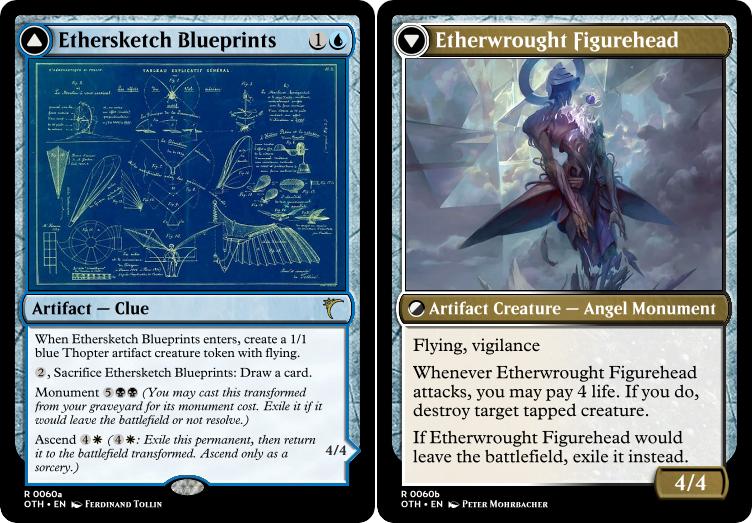 Ethersketch Blueprints 1
TABLEAU EXPLICATIF GÉNÉRAL
Artifact — Clue
When Ethersketch Blueprints enters, create a 1/1
blue Thopter artifact creature token with flying.
2, Sacrifice Ethersketch Blueprints: Draw a card.
Monument 5 (You may cast this transformed
from your graveyard for its monument cost. Exile it if it
would leave the battlefield or not resolve.)
Ascend 4 (4: Exile this permanent, then return
it to the battlefield transformed. Ascend only as a
sorcery.)
4/4
R 0060a
OTH • EN Ferdinand Tollin
Etherwrought Figurehead
Artifact Creature — Angel Monument
Flying, vigilance
Whenever Etherwrought Figurehead
attacks, you may pay 4 life. If you do,
destroy target tapped creature.
If Etherwrought Figurehead would
leave the battlefield, exile it instead.
4/4
R 0060b
OTH • EN Peter Mohrbacher